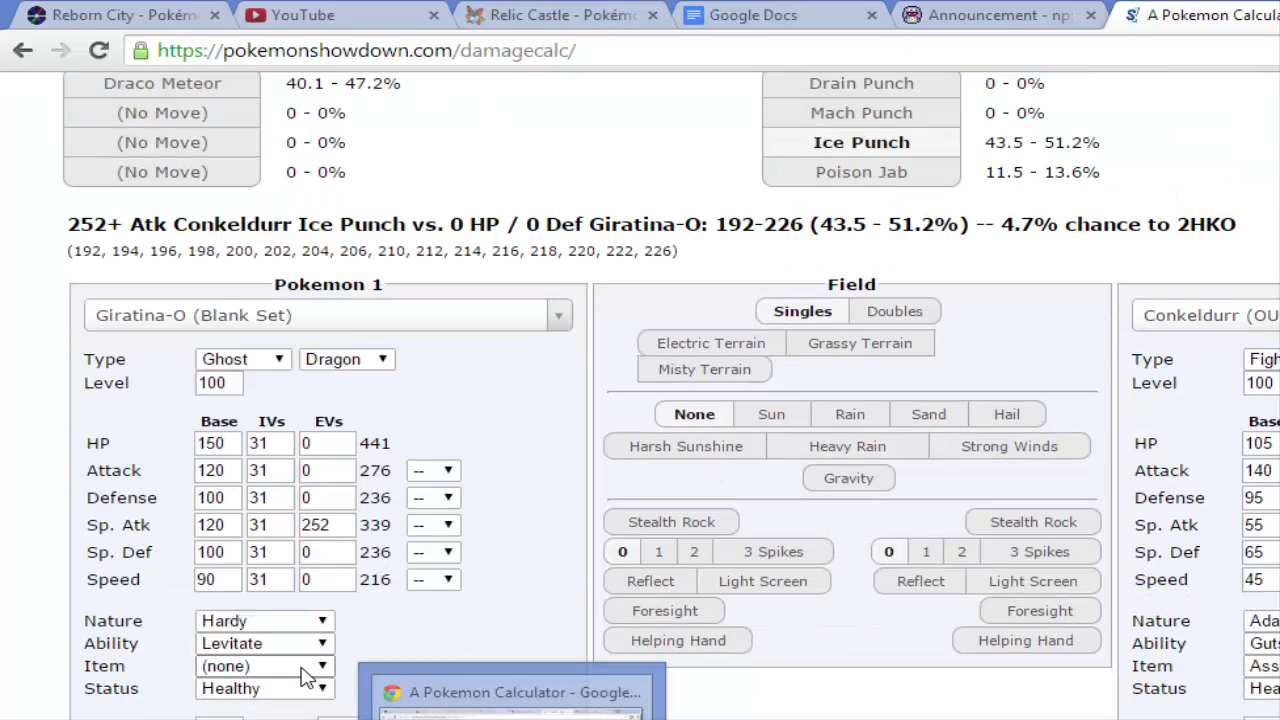 Reborn City - Pokém × YouTube × Relic Castle - Pokém × Google Docs × Announcement - np: × A Pokemon Calcula
https://pokemonshowdown.com/damagecalc/
Draco Meteor 40.1 - 47.2% Drain Punch 0 - 0%
(No Move) 0 - 0% Mach Punch 0 - 0%
(No Move) 0 - 0% Ice Punch 43.5 - 51.2%
(No Move) 0 - 0% Poison Jab 11.5 - 13.6%
252+ Atk Conkeldurr Ice Punch vs. 0 HP / 0 Def Giratina-O: 192-226 (43.5 - 51.2%) -- 4.7% chance to 2HKO
(192, 194, 196, 198, 200, 202, 204, 206, 210, 212, 214, 216, 218, 220, 222, 226)
Pokemon 1 Field
Giratina-O (Blank Set) Singles Doubles Conkeldurr (OU
Electric Terrain Grassy Terrain
Type Ghost Dragon Misty Terrain Type Figh
Level 100 Level 100
Base IVs EVs None Sun Rain Sand Hail Bas
HP 150 31 0 441 Harsh Sunshine Heavy Rain Strong Winds HP 105
Attack 120 31 0 276 -- Gravity Attack 140
Defense 100 31 0 236 -- Defense 95
Sp. Atk 120 31 252 339 -- Stealth Rock Stealth Rock Sp. Atk 55
Sp. Def 100 31 0 236 -- 0 1 2 3 Spikes 0 1 2 3 Spikes Sp. Def 65
Speed 90 31 0 216 -- Reflect Light Screen Reflect Light Screen Speed 45
Foresight Foresight
Nature Hardy Nature Ada
Ability Levitate Helping Hand Helping Hand Ability Guts
Item (none) Item Ass
Status Healthy Status Hea
A Pokemon Calculator - Google...